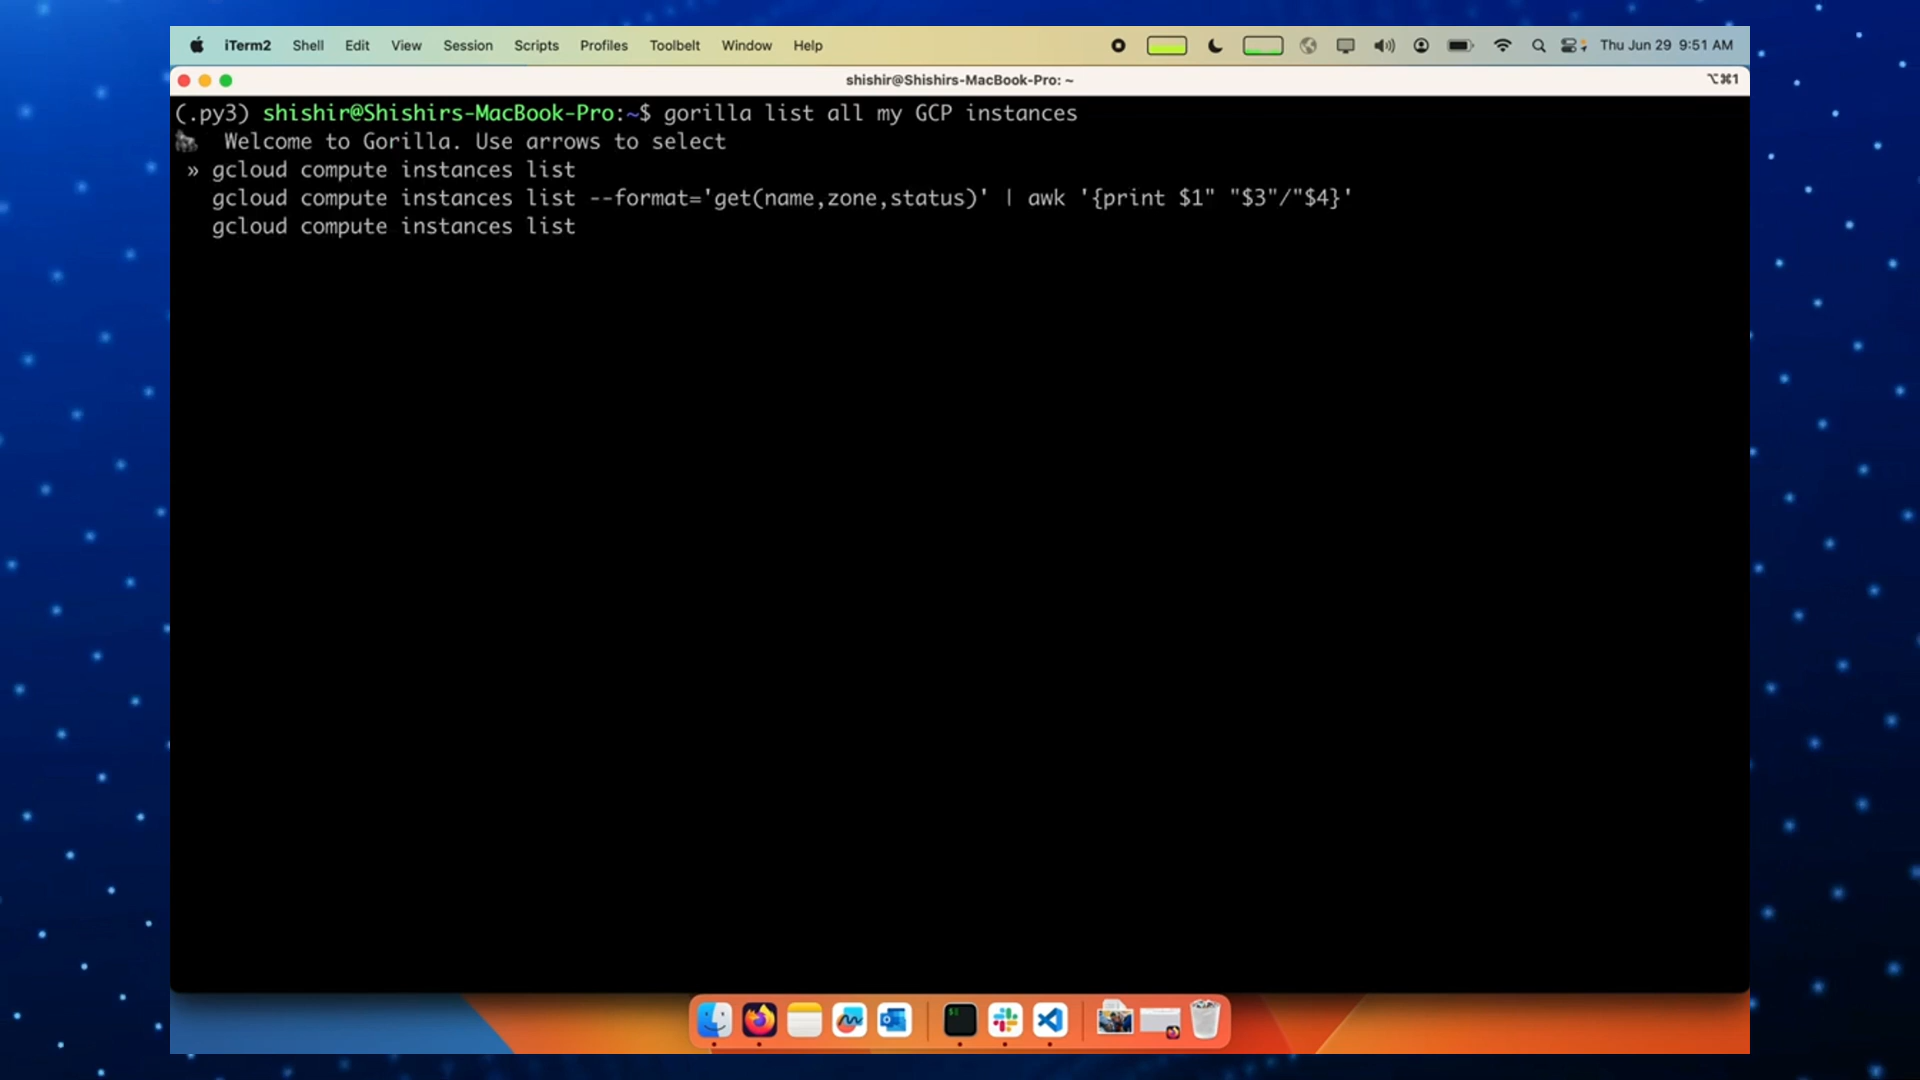 iTerm2 Shell Edit View Session Scripts Profiles Toolbelt Window Help Thu Jun 29 9:51 AM
shishir@Shishirs-MacBook-Pro: ~ ⌥⌘1
(.py3) shishir@Shishirs-MacBook-Pro:~$ gorilla list all my GCP instances
Welcome to Gorilla. Use arrows to select
» gcloud compute instances list
gcloud compute instances list --format='get(name,zone,status)' | awk '{print $1" "$3"/"$4}'
gcloud compute instances list